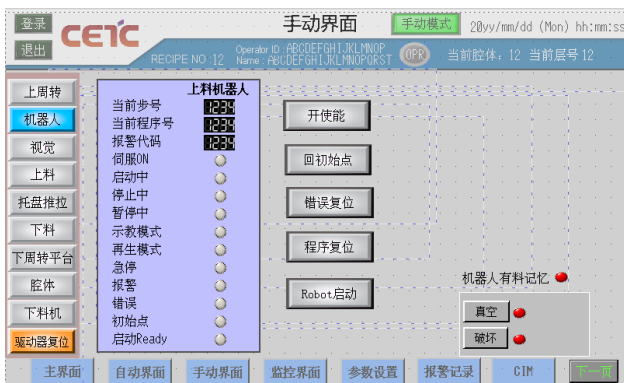 登录
退出
CETC
手动界面
手动模式
20yy/mm/dd (Mon) hh:mm:ss
RECIPE NO :12
Operator ID : ABCDEFGHIJKLMNOP
Name : ABCDEFGHIJKLMNOPQRST
OPR
当前腔体: 12 当前层号 12
上周转
机器人
视觉
上料
托盘推拉
下料
下周转平台
腔体
下料机
驱动器复位
上料机器人
当前步号 1234
当前程序号 1234
报警代码 1234
伺服ON
启动中
停止中
暂停中
示教模式
再生模式
急停
报警
错误
初始点
启动Ready
开使能
回初始点
错误复位
程序复位
Robot启动
机器人有料记忆
真空
破坏
主界面
自动界面
手动界面
监控界面
参数设置
报警记录
CIM
下一页